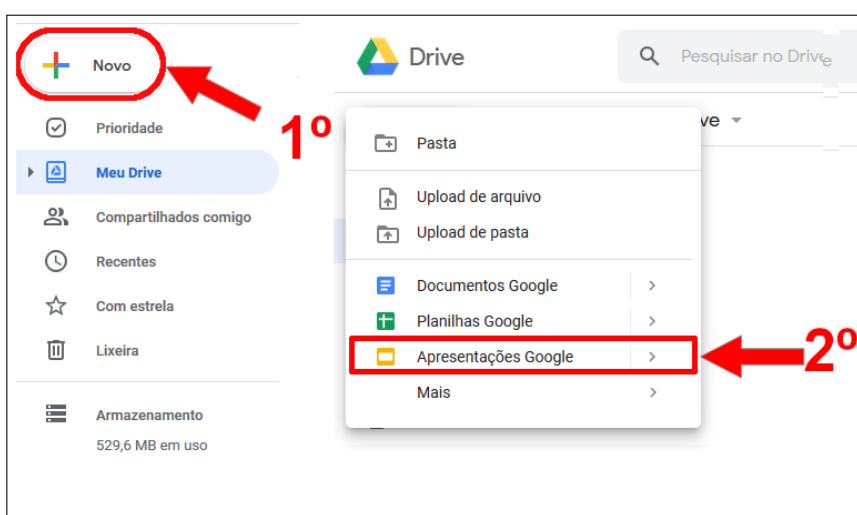 Novo
1º
Prioridade
Meu Drive
Compartilhados comigo
Recentes
Com estrela
Lixeira
Armazenamento
529,6 MB em uso
Drive
Pesquisar no Drive
ve
Pasta
Upload de arquivo
Upload de pasta
Documentos Google
Planilhas Google
Apresentações Google
2º
Mais